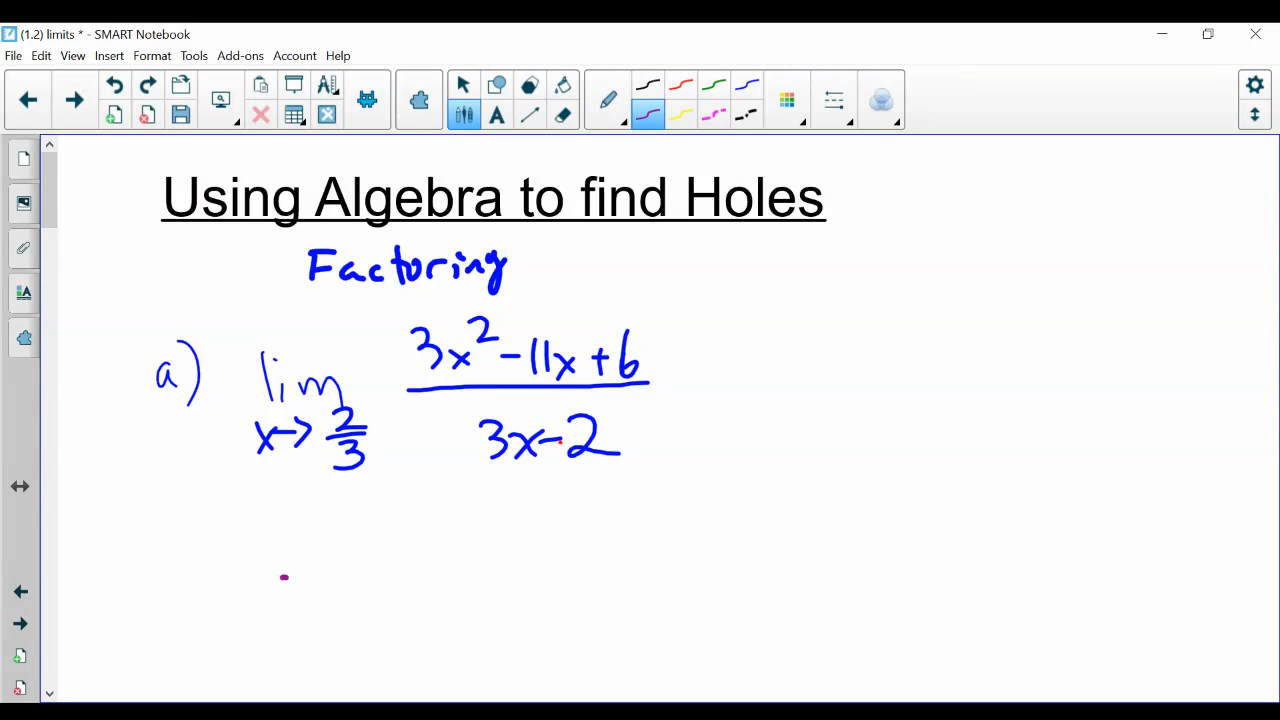 (1.2) limits * - SMART Notebook
File Edit View Insert Format Tools Add-ons Account Help
Using Algebra to find Holes
Factoring
a) lim x→2/3 (3x² - 11x + 6)/(3x - 2)